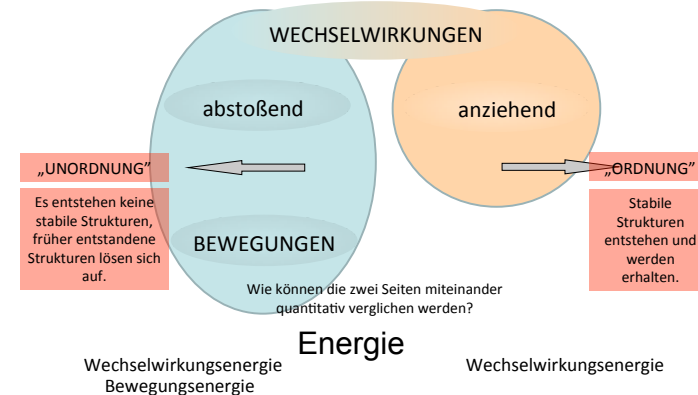 WECHSELWIRKUNGEN
abstoßend
anziehend
„UNORDNUNG”
Es entstehen keine
stabile Strukturen,
früher entstandene
Strukturen lösen sich
auf.
„ORDNUNG”
Stabile
Strukturen
entstehen und
werden
erhalten.
BEWEGUNGEN
Wie können die zwei Seiten miteinander
quantitativ verglichen werden?
Energie
Wechselwirkungsenergie
Bewegungsenergie
Wechselwirkungsenergie